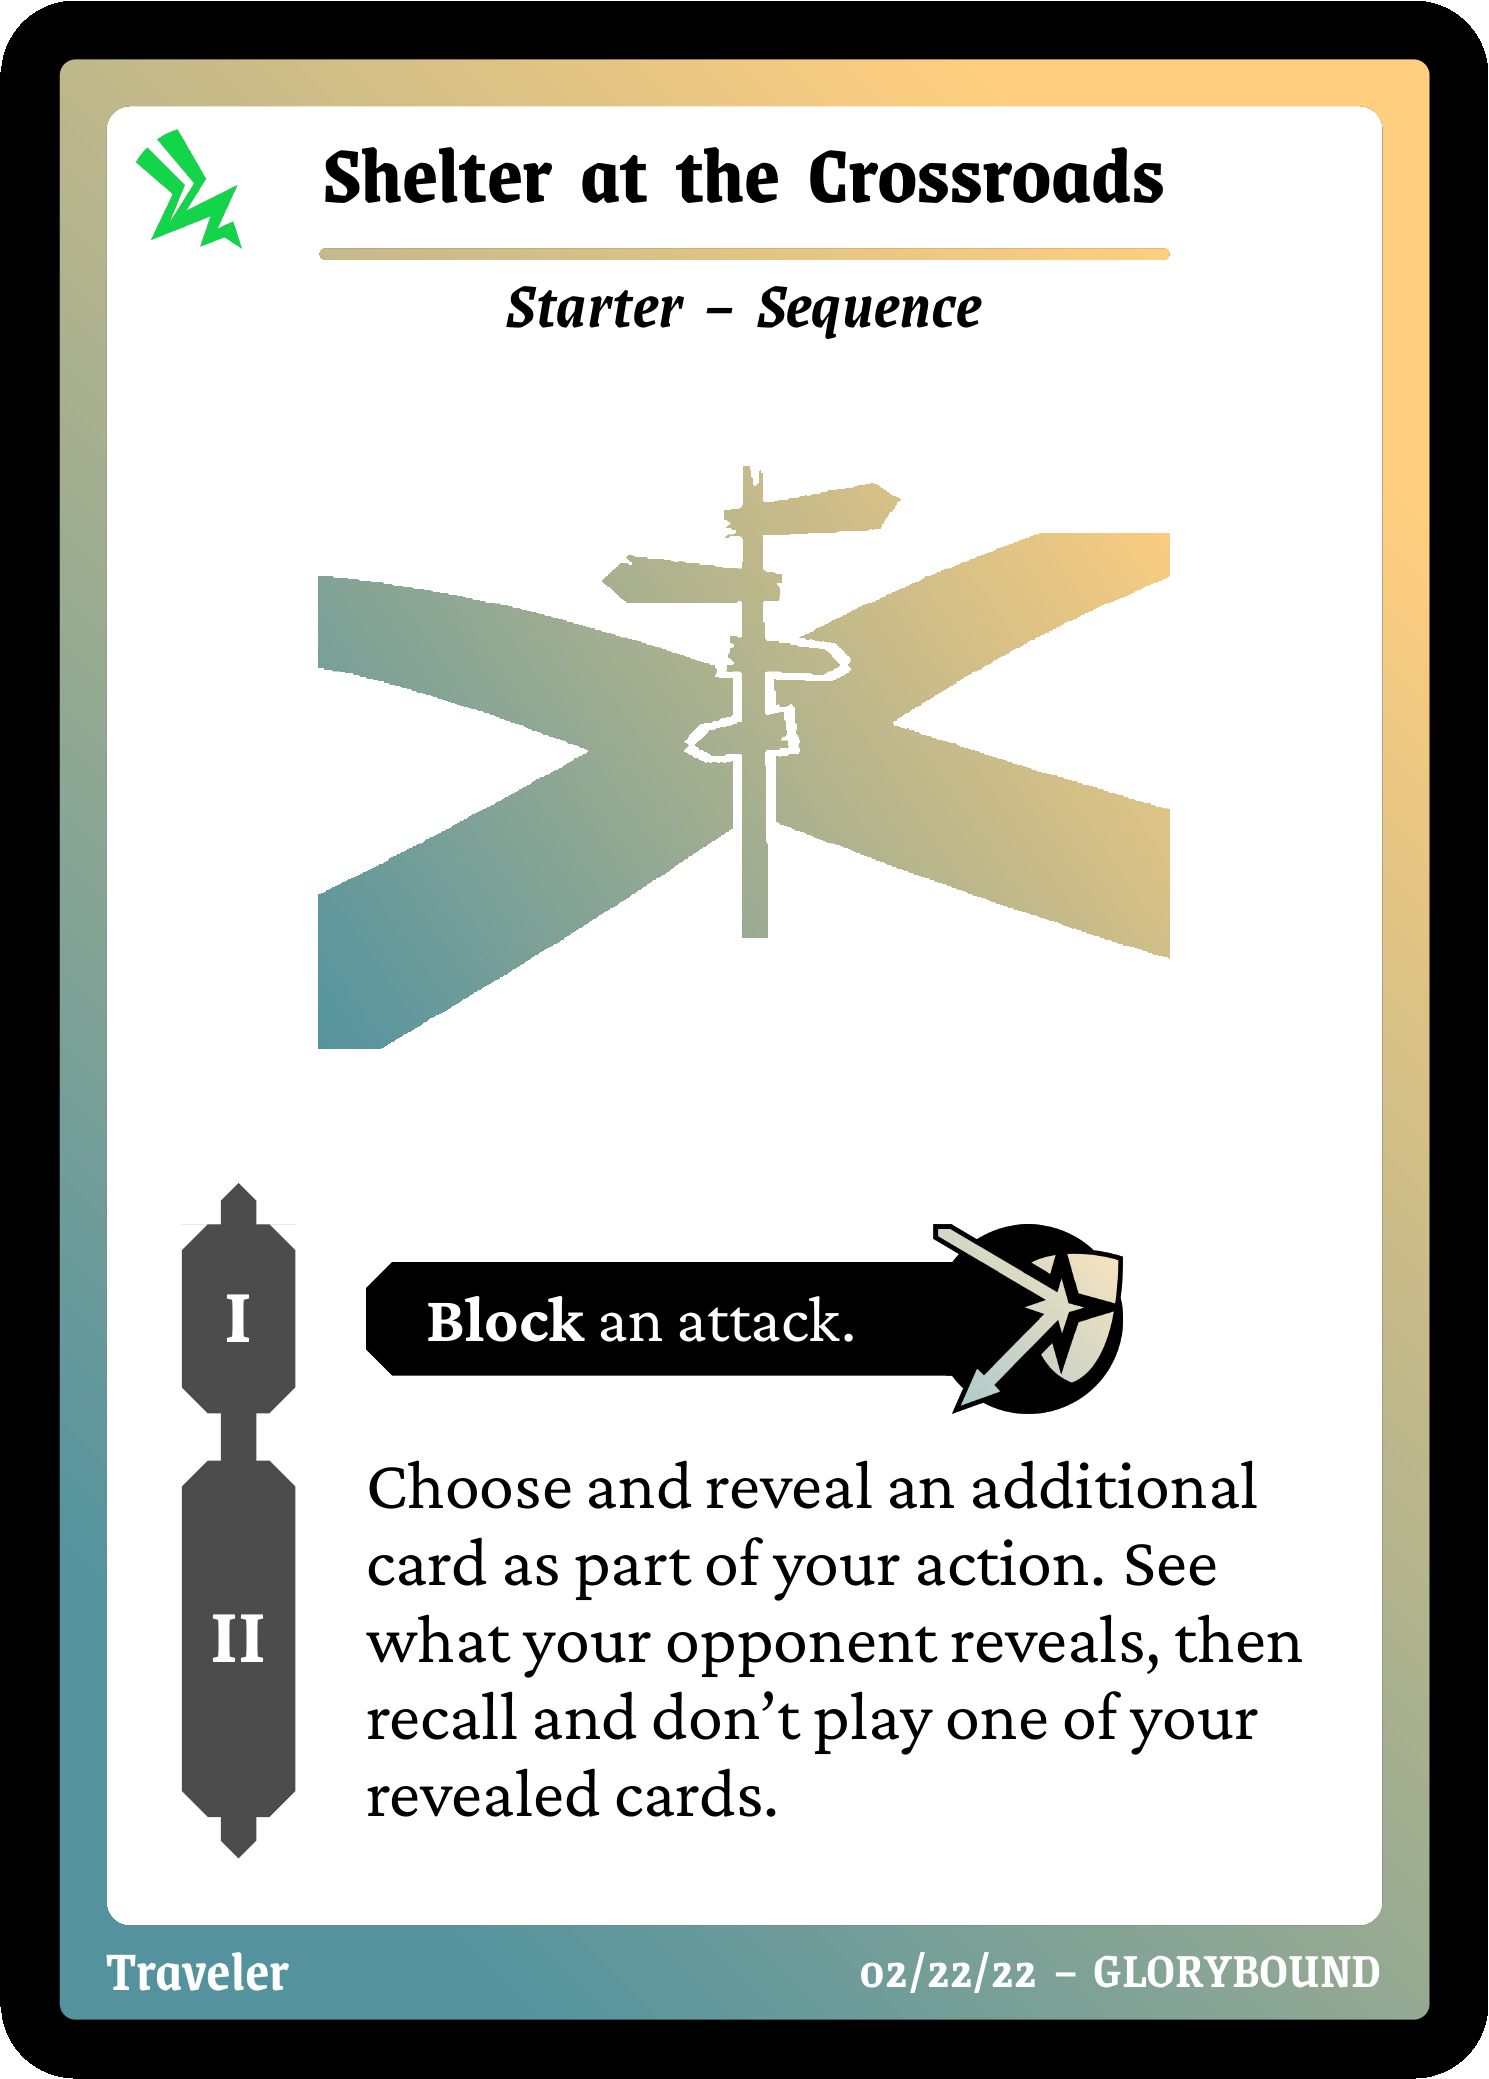 Shelter at the Crossroads
Starter – Sequence
I
Block an attack.
II
Choose and reveal an additional
card as part of your action. See
what your opponent reveals, then
recall and don’t play one of your
revealed cards.
Traveler
02/22/22 – GLORYBOUND